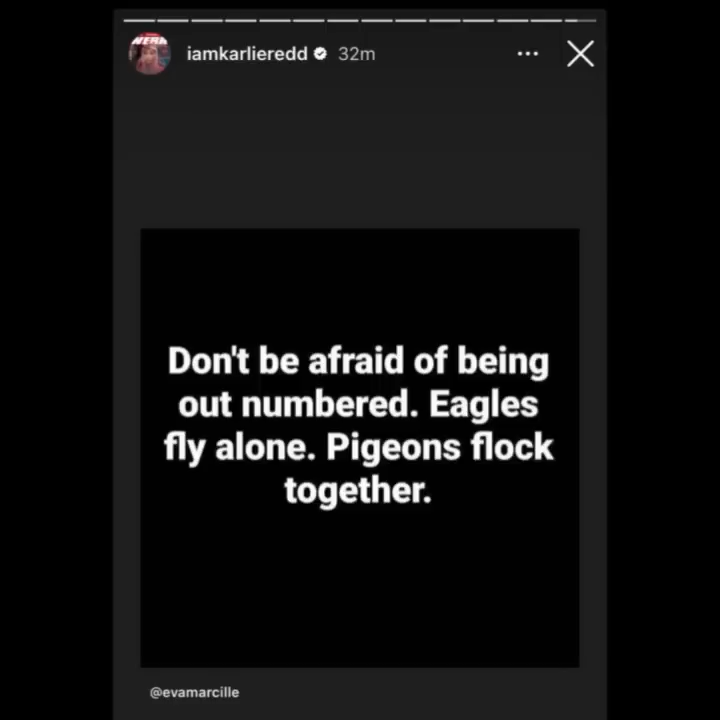 iamkarlieredd 32m
Don't be afraid of being
out numbered. Eagles
fly alone. Pigeons flock
together.
@evamarcille